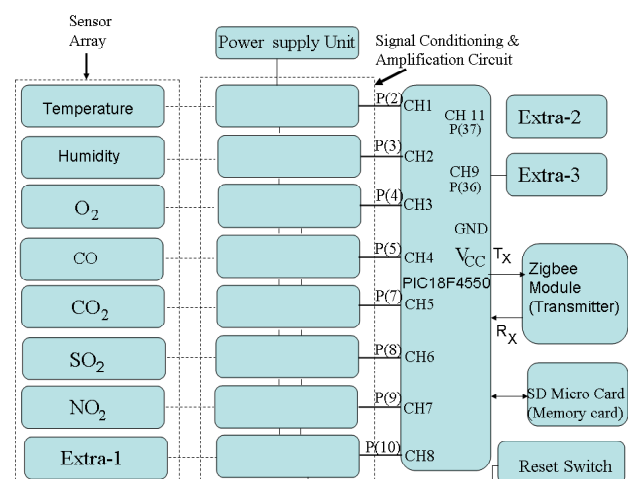 Sensor
Array
Power supply Unit
Signal Conditioning &
Amplification Circuit
Temperature
P(2)
CH1
CH 11
P(37)
Extra-2
Humidity
P(3)
CH2
CH9
P(36)
Extra-3
O2
P(4)
CH3
GND
CO
P(5)
CH4
VCC
TX
PIC18F4550
Zigbee
Module
(Transmitter)
CO2
P(7)
CH5
RX
SO2
P(8)
CH6
NO2
P(9)
CH7
SD Micro Card
(Memory card)
Extra-1
P(10)
CH8
Reset Switch